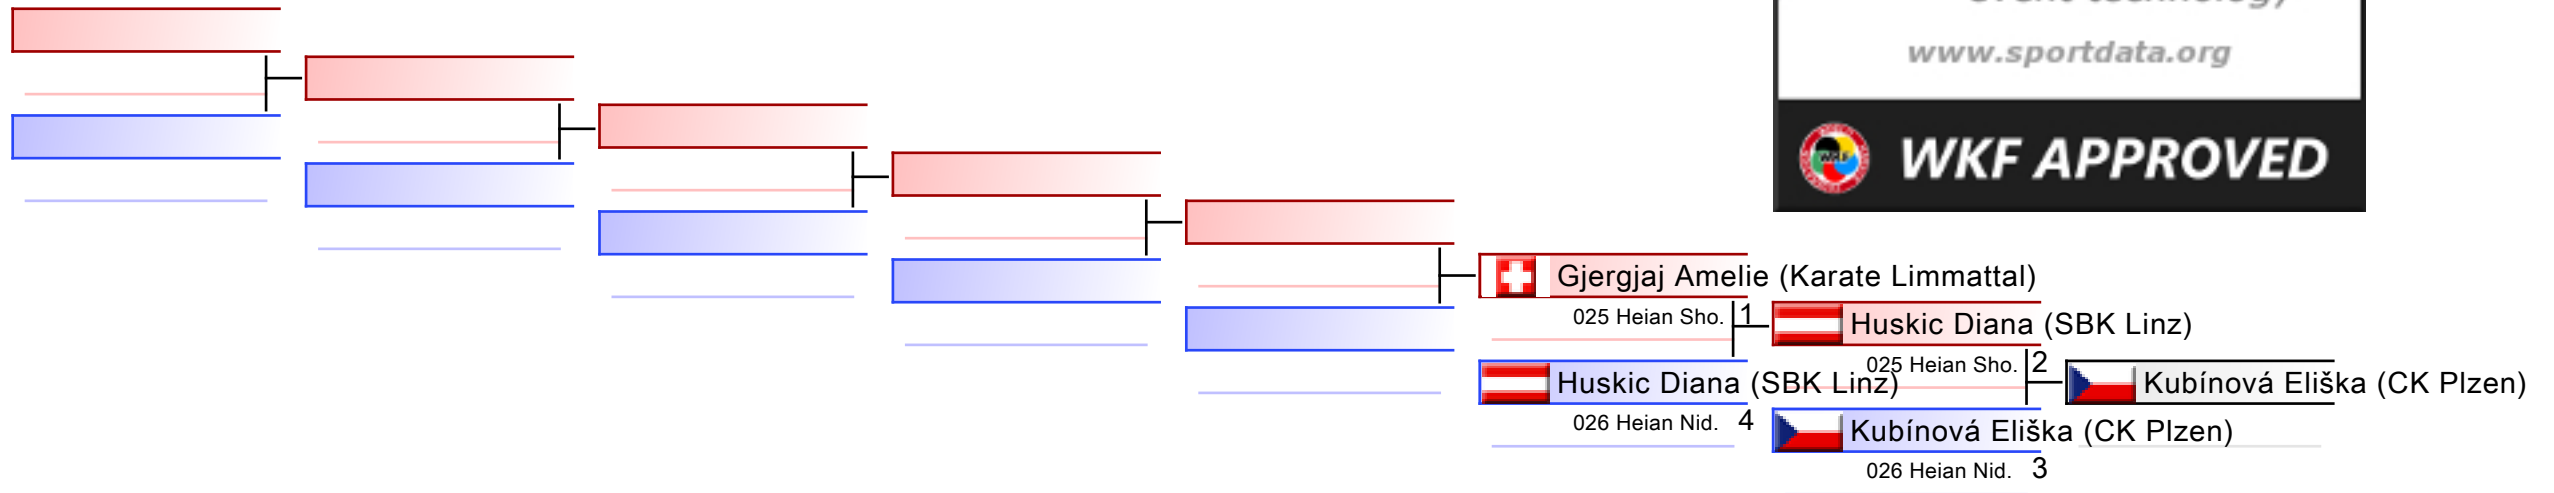 event technology
www.sportdata.org
WKF APPROVED
Gjergjaj Amelie (Karate Limmattal)
025 Heian Sho. 1
Huskic Diana (SBK Linz)
025 Heian Sho. 2
Huskic Diana (SBK Linz)
026 Heian Nid. 4
Kubínová Eliška (CK Plzen)
Kubínová Eliška (CK Plzen)
026 Heian Nid. 3